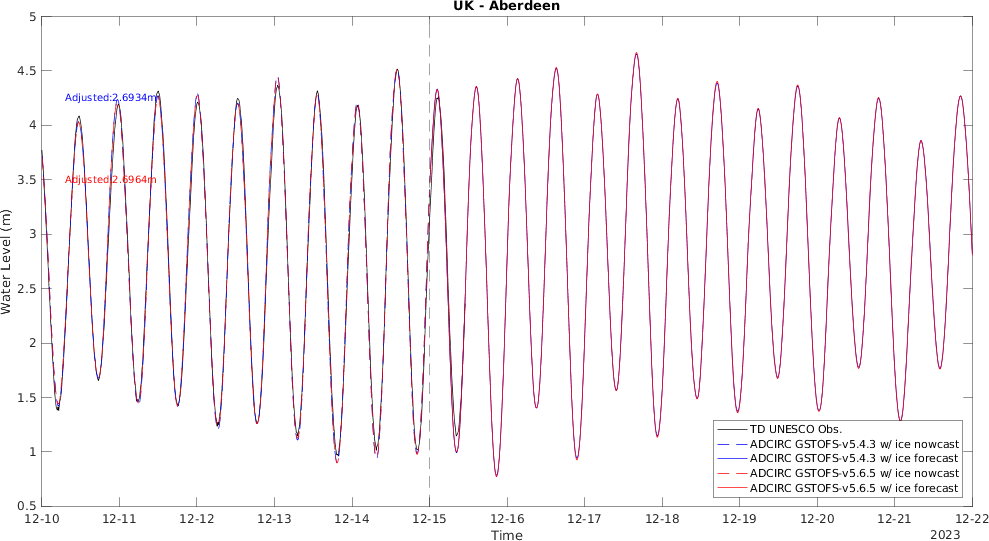 UK - Aberdeen
5
4.5
4
3.5
3
2.5
2
1.5
1
0.5
Water Level (m)
Adjusted:2.6934m
Adjusted:2.6964m
TD UNESCO Obs.
ADCIRC GSTOFS-v5.4.3 w/ ice nowcast
ADCIRC GSTOFS-v5.4.3 w/ ice forecast
ADCIRC GSTOFS-v5.6.5 w/ ice nowcast
ADCIRC GSTOFS-v5.6.5 w/ ice forecast
12-10 12-11 12-12 12-13 12-14 12-15 12-16 12-17 12-18 12-19 12-20 12-21 12-22
Time
2023